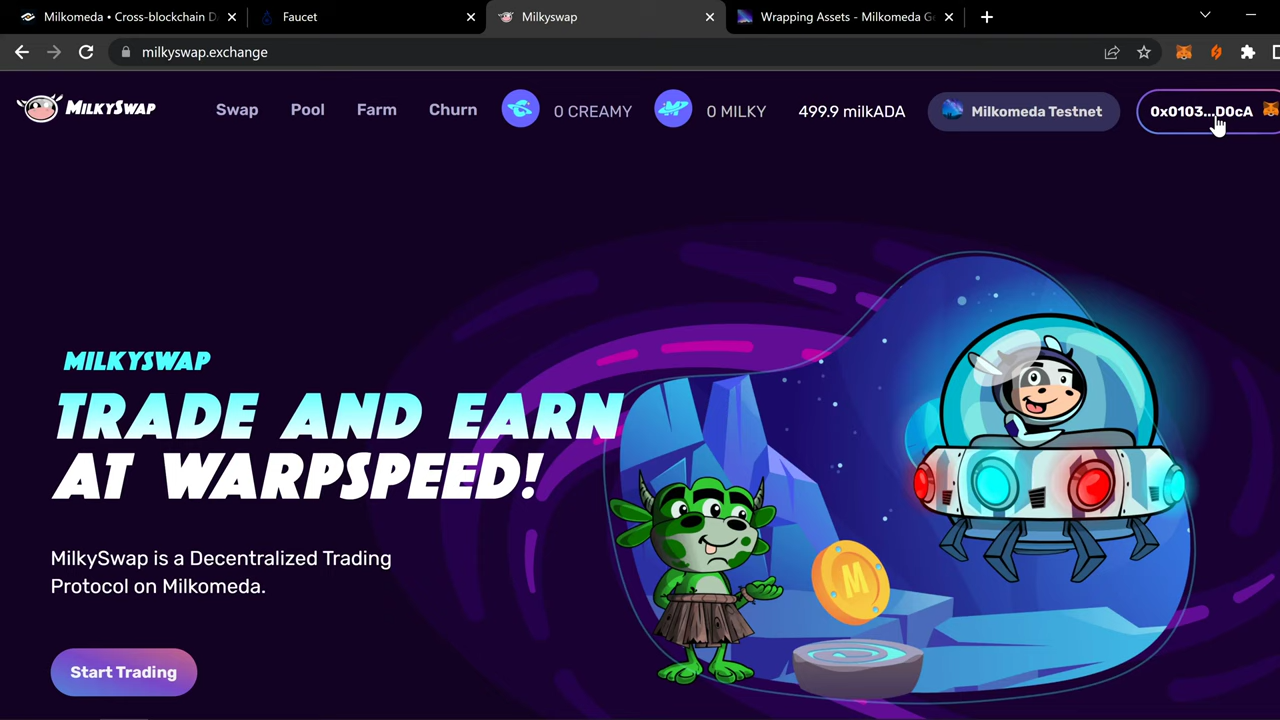 Milkomeda • Cross-blockchain D
Faucet
Milkyswap
Wrapping Assets - Milkomeda Ge
milkyswap.exchange
MILKYSWAP
Swap
Pool
Farm
Churn
0 CREAMY
0 MILKY
499.9 milkADA
Milkomeda Testnet
0x0103...D0cA
MILKYSWAP
TRADE AND EARN
AT WARPSPEED!
MilkySwap is a Decentralized Trading
Protocol on Milkomeda.
M
Start Trading